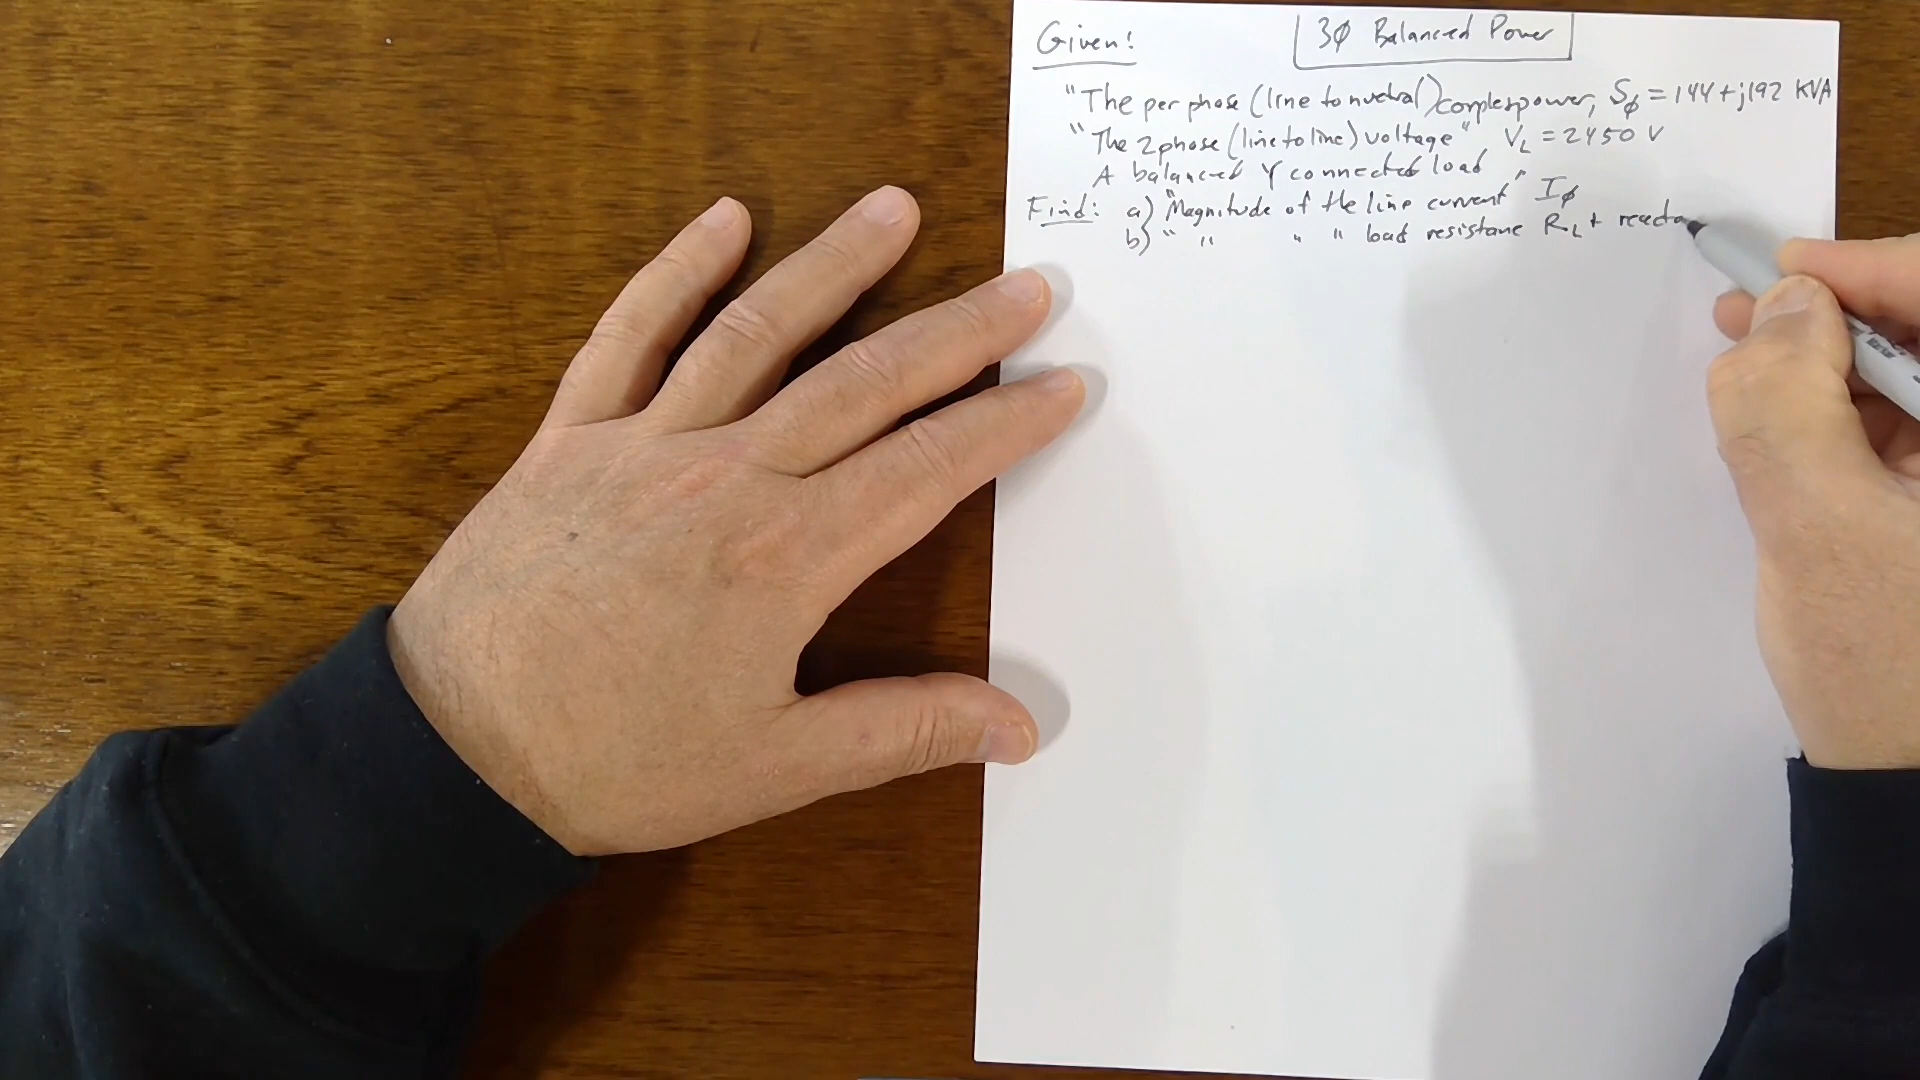 3ϕ Balanced Power
Given!
"The per phase (line to nuetral) complex power, Sϕ = 144 + j192 KVA
"The 2 phase (line to line) voltage" VL = 2450 V
A balanced Y connected load
Find: a) "Magnitude of the line current" Iϕ
b) " " " " load resistane RL + reacta